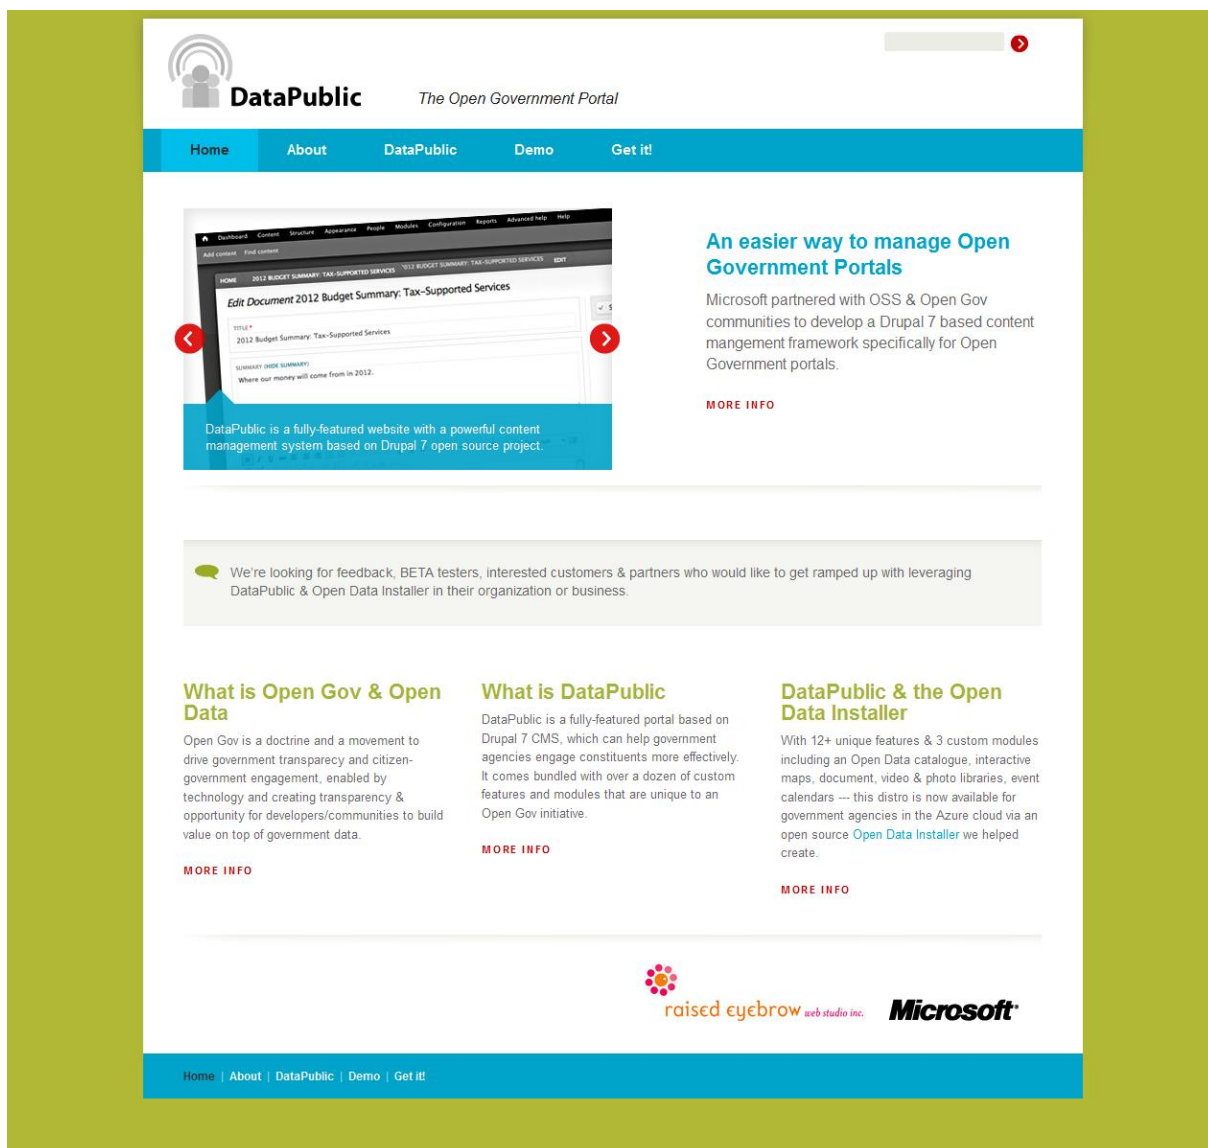 DataPublic
The Open Government Portal
Home
About
DataPublic
Demo
Get it!
Dashboard Content Structure Appearance People Modules Configuration Reports Advanced help Help
Add content Find content
HOME 2012 BUDGET SUMMARY: TAX-SUPPORTED SERVICES "2012 BUDGET SUMMARY: TAX-SUPPORTED SERVICES EDIT
Edit Document 2012 Budget Summary: Tax-Supported Services
TITLE*
2012 Budget Summary: Tax-Supported Services
SUMMARY (HIDE SUMMARY)
Where our money will come from in 2012.
DataPublic is a fully-featured website with a powerful content
management system based on Drupal 7 open source project.
An easier way to manage Open
Government Portals
Microsoft partnered with OSS & Open Gov
communities to develop a Drupal 7 based content
mangement framework specifically for Open
Government portals.
MORE INFO
We're looking for feedback, BETA testers, interested customers & partners who would like to get ramped up with leveraging
DataPublic & Open Data Installer in their organization or business.
What is Open Gov & Open
Data
Open Gov is a doctrine and a movement to
drive government transparecy and citizen-
government engagement, enabled by
technology and creating transparency &
opportunity for developers/communities to build
value on top of government data.
MORE INFO
What is DataPublic
DataPublic is a fully-featured portal based on
Drupal 7 CMS, which can help government
agencies engage constituents more effectively.
It comes bundled with over a dozen of custom
features and modules that are unique to an
Open Gov initiative.
MORE INFO
DataPublic & the Open
Data Installer
With 12+ unique features & 3 custom modules
including an Open Data catalogue, interactive
maps, document, video & photo libraries, event
calendars --- this distro is now available for
government agencies in the Azure cloud via an
open source Open Data Installer we helped
create.
MORE INFO
raised eyebrow web studio inc.
Microsoft
Home | About | DataPublic | Demo | Get it!